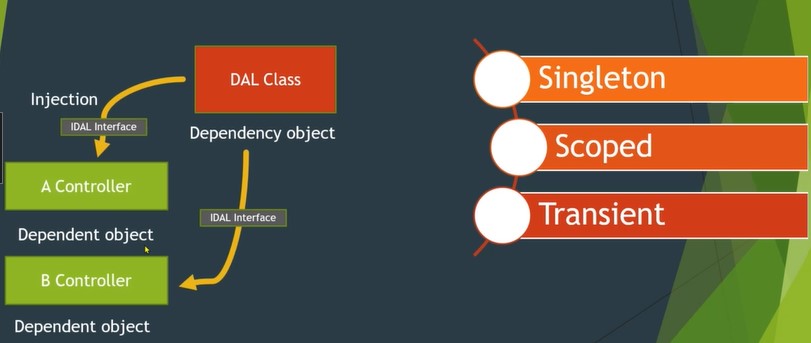 DAL Class
Injection
IDAL Interface
Dependency object
A Controller
IDAL Interface
Dependent object
B Controller
Dependent object
Singleton
Scoped
Transient